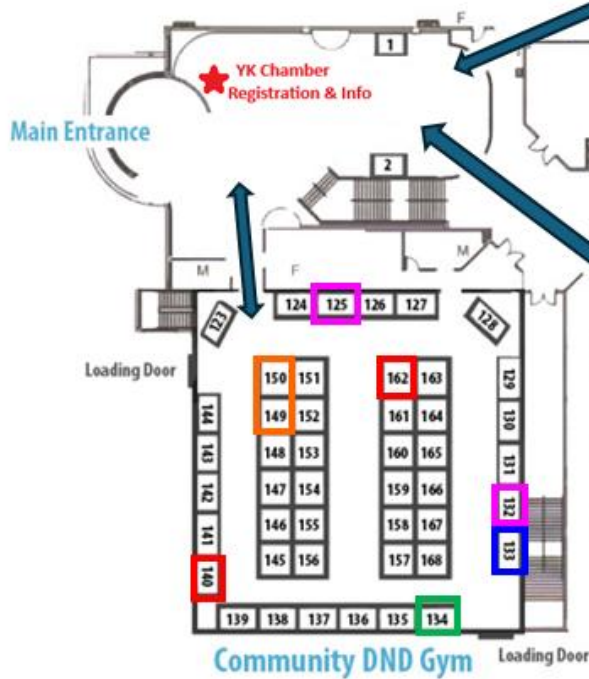 F
1
YK Chamber
Registration & Info
Main Entrance
2
M
F
M
123
124 125 126 127
128
Loading Door
150 151
162 163
129
149 152
161 164
130
144
148 153
160 165
131
143
147 154
159 166
132
142
146 155
158 167
133
141
145 156
157 168
140
139 138 137 136 135 134
Community DND Gym
Loading Door